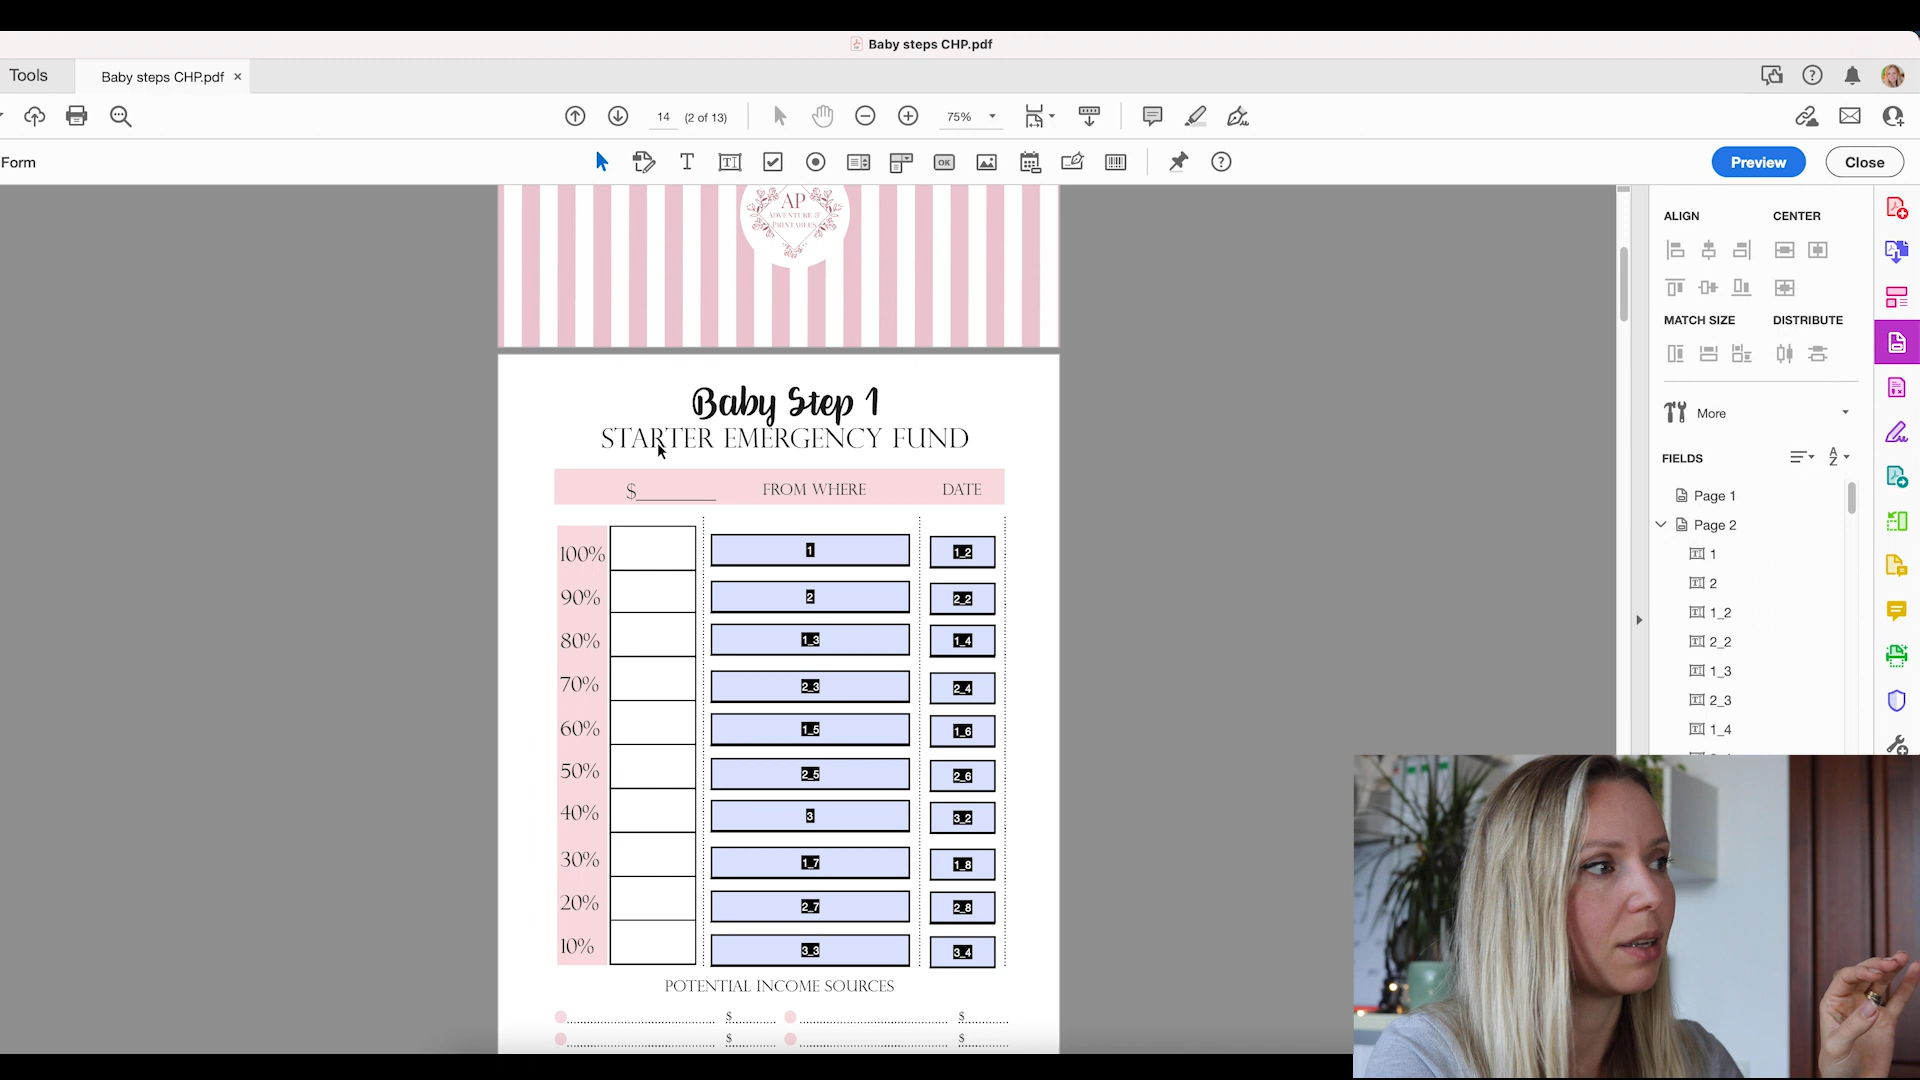 Baby steps CHP.pdf
Tools
Baby steps CHP.pdf ×
14 (2 of 13)
75%
Form
OK
Preview
Close
AP
ADVENTURE &
PRINTABLES
Baby Step 1
STARTER EMERGENCY FUND
$________ FROM WHERE DATE
100% 1 1_2
90% 2 2_2
80% 1_3 1_4
70% 2_3 2_4
60% 1_5 1_6
50% 2_5 2_6
40% 3 3_2
30% 1_7 1_8
20% 2_7 2_8
10% 3_3 3_4
POTENTIAL INCOME SOURCES
$ $
$ $
ALIGN CENTER
MATCH SIZE DISTRIBUTE
More
FIELDS
Page 1
Page 2
1
2
1_2
2_2
1_3
2_3
1_4